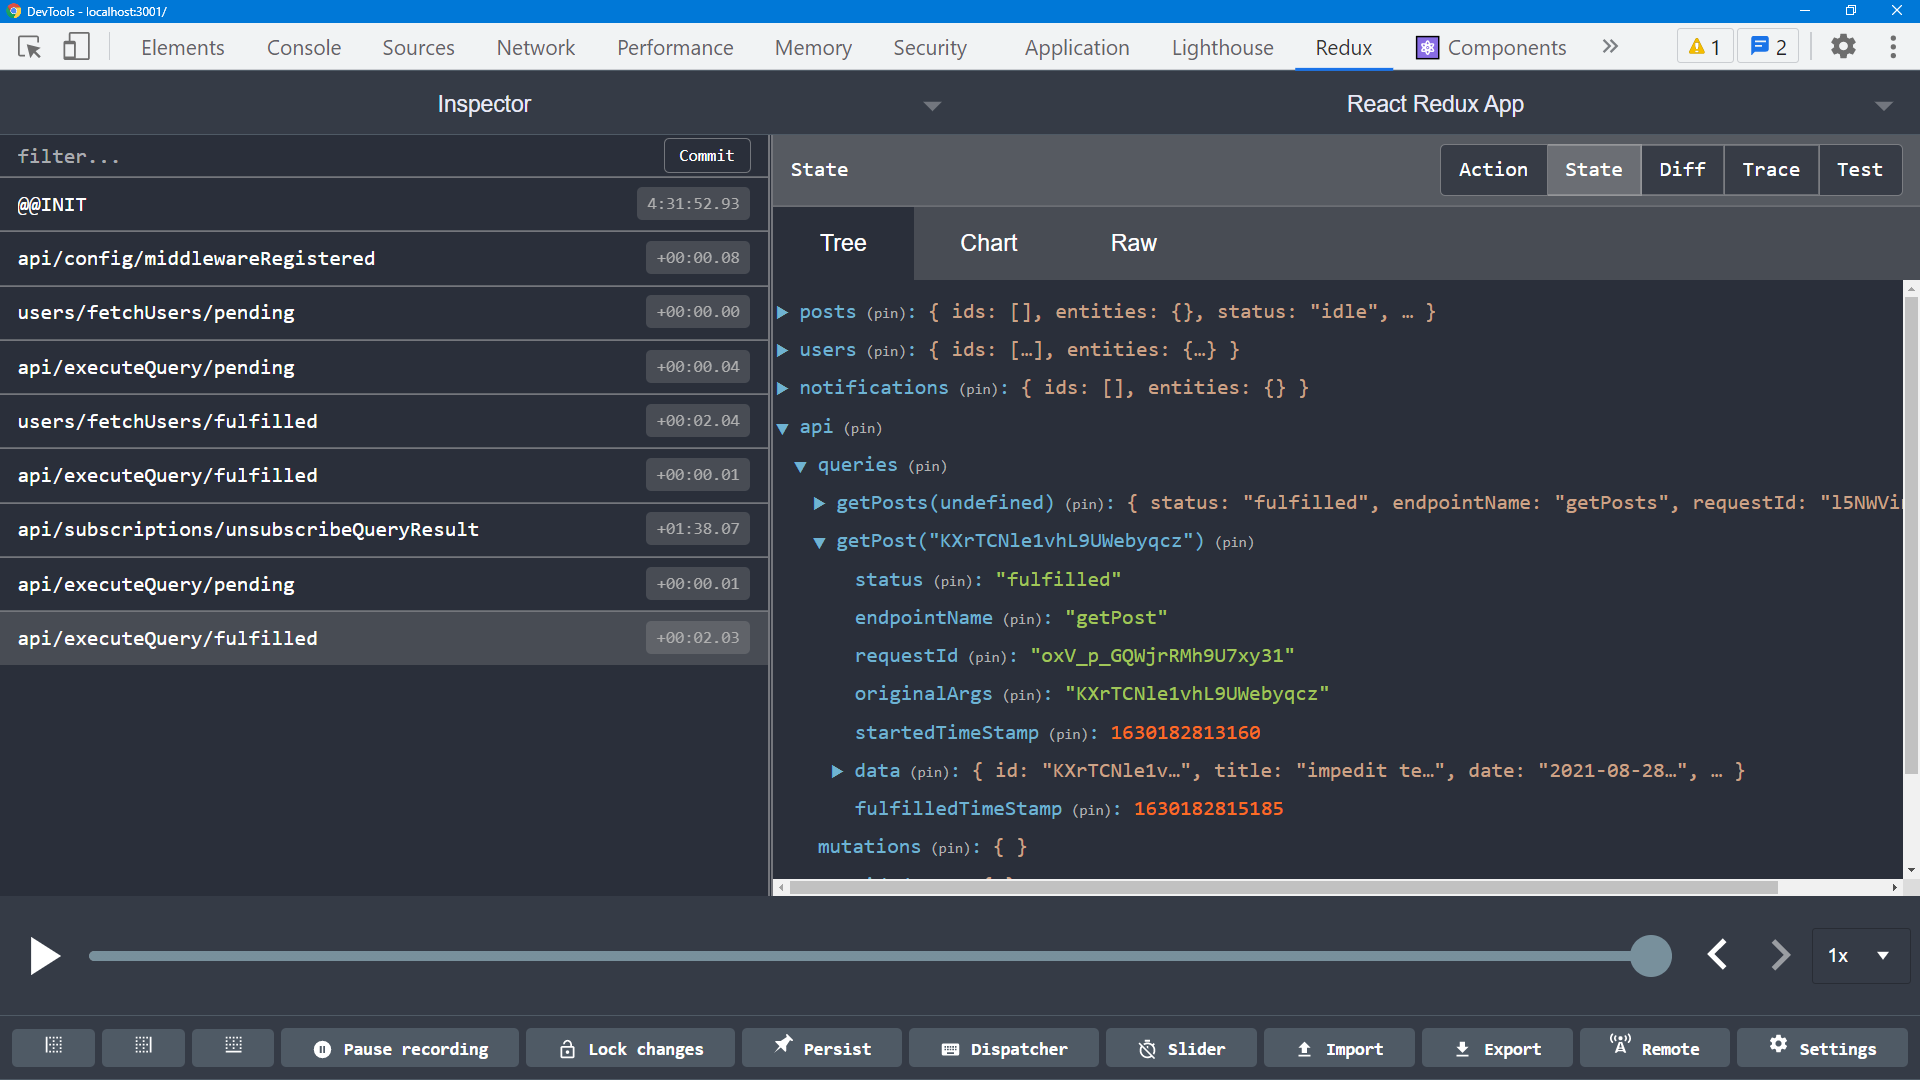 DevTools - localhost:3001/
Elements Console Sources Network Performance Memory Security Application Lighthouse Redux Components » 1 2
Inspector React Redux App
filter... Commit
@@INIT 4:31:52.93
api/config/middlewareRegistered +00:00.08
users/fetchUsers/pending +00:00.00
api/executeQuery/pending +00:00.04
users/fetchUsers/fulfilled +00:02.04
api/executeQuery/fulfilled +00:00.01
api/subscriptions/unsubscribeQueryResult +01:38.07
api/executeQuery/pending +00:00.01
api/executeQuery/fulfilled +00:02.03
State Action State Diff Trace Test
Tree Chart Raw
posts (pin): { ids: [], entities: {}, status: "idle", … }
users (pin): { ids: […], entities: {…} }
notifications (pin): { ids: [], entities: {} }
api (pin)
queries (pin)
getPosts(undefined) (pin): { status: "fulfilled", endpointName: "getPosts", requestId: "l5NWVi
getPost("KXrTCNle1vhL9UWebyqcz") (pin)
status (pin): "fulfilled"
endpointName (pin): "getPost"
requestId (pin): "oxV_p_GQWjrRMh9U7xy31"
originalArgs (pin): "KXrTCNle1vhL9UWebyqcz"
startedTimeStamp (pin): 1630182813160
data (pin): { id: "KXrTCNle1v…", title: "impedit te…", date: "2021-08-28…", … }
fulfilledTimeStamp (pin): 1630182815185
mutations (pin): { }
1x
Pause recording Lock changes Persist Dispatcher Slider Import Export Remote Settings